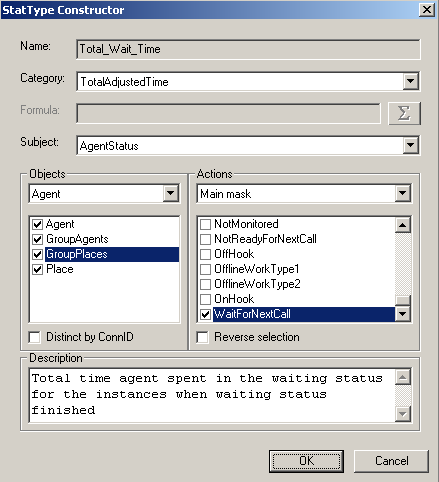 StatType Constructor
Name: Total_Wait_Time
Category: TotalAdjustedTime
Formula: Σ
Subject: AgentStatus
Objects
Agent
Agent
GroupAgents
GroupPlaces
Place
Distinct by ConnID
Actions
Main mask
NotMonitored
NotReadyForNextCall
OffHook
OfflineWorkType1
OfflineWorkType2
OnHook
WaitForNextCall
Reverse selection
Description
Total time agent spent in the waiting status
for the instances when waiting status
finished
OK Cancel